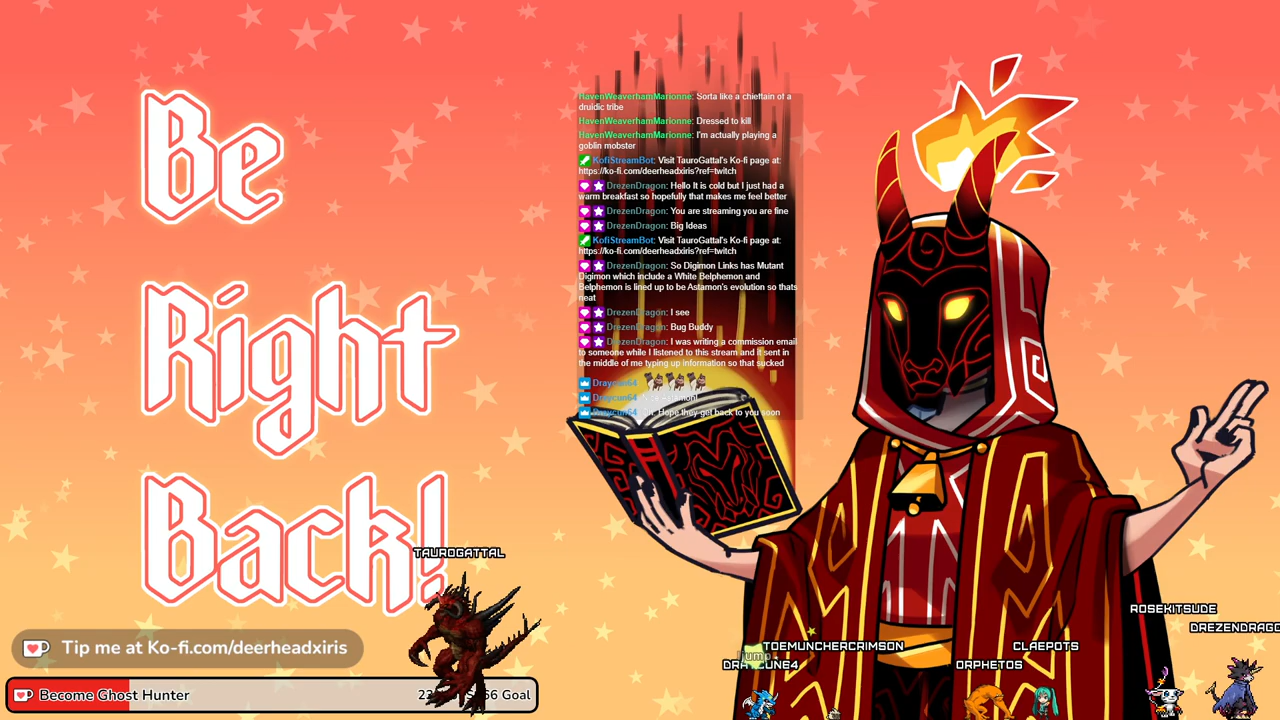 Be
Right
Back!
HavenWeaverhamMarionne: Sorta like a chieftain of a
druidic tribe
HavenWeaverhamMarionne: Dressed to kill
HavenWeaverhamMarionne: I'm actually playing a
goblin mobster
KofiStreamBot: Visit TauroGattal's Ko-fi page at:
https://ko-fi.com/deerheadxiris?ref=twitch
DrezenDragon: Hello It is cold but I just had a
warm breakfast so hopefully that makes me feel better
DrezenDragon: You are streaming you are fine
DrezenDragon: Big Ideas
KofiStreamBot: Visit TauroGattal's Ko-fi page at:
https://ko-fi.com/deerheadxiris?ref=twitch
DrezenDragon: So Digimon Links has Mutant
Digimon which include a White Belphemon and
Belphemon is lined up to be Astamon's evolution so thats
neat
DrezenDragon: I see
DrezenDragon: Bug Buddy
DrezenDragon: I was writing a commission email
to someone while I listened to this stream and it sent in
the middle of me typing up information so that sucked
Draycun64
Draycun64
Draycun64 Hope they get back to you soon
TAUROGATTAL
Tip me at Ko-fi.com/deerheadxiris
Become Ghost Hunter
Goal
ROSEKITSUDE
DREZENDRAGO
TOEMUNCHERCRIMSON
CLAEPOTS
jump
ORPHETOS